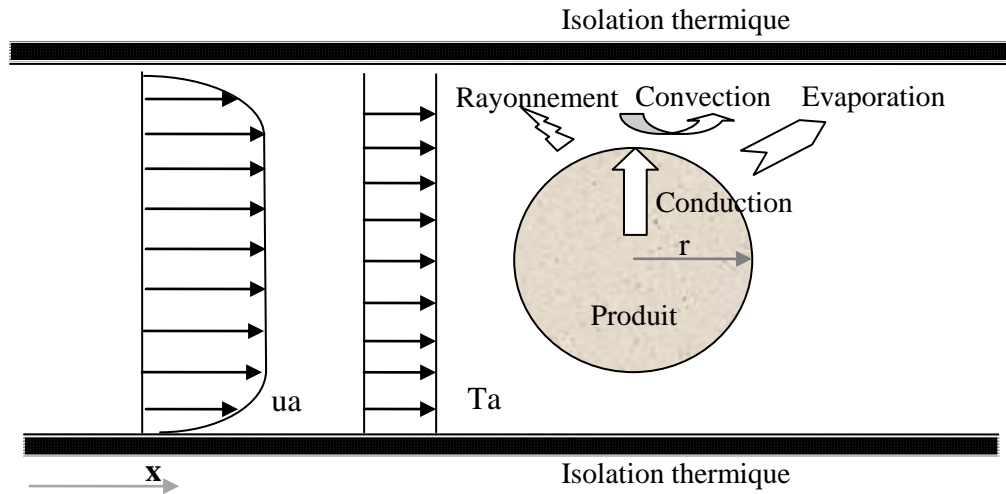 Isolation thermique
Rayonnement Convection Evaporation
Conduction
r
Produit
ua
Ta
x
Isolation thermique